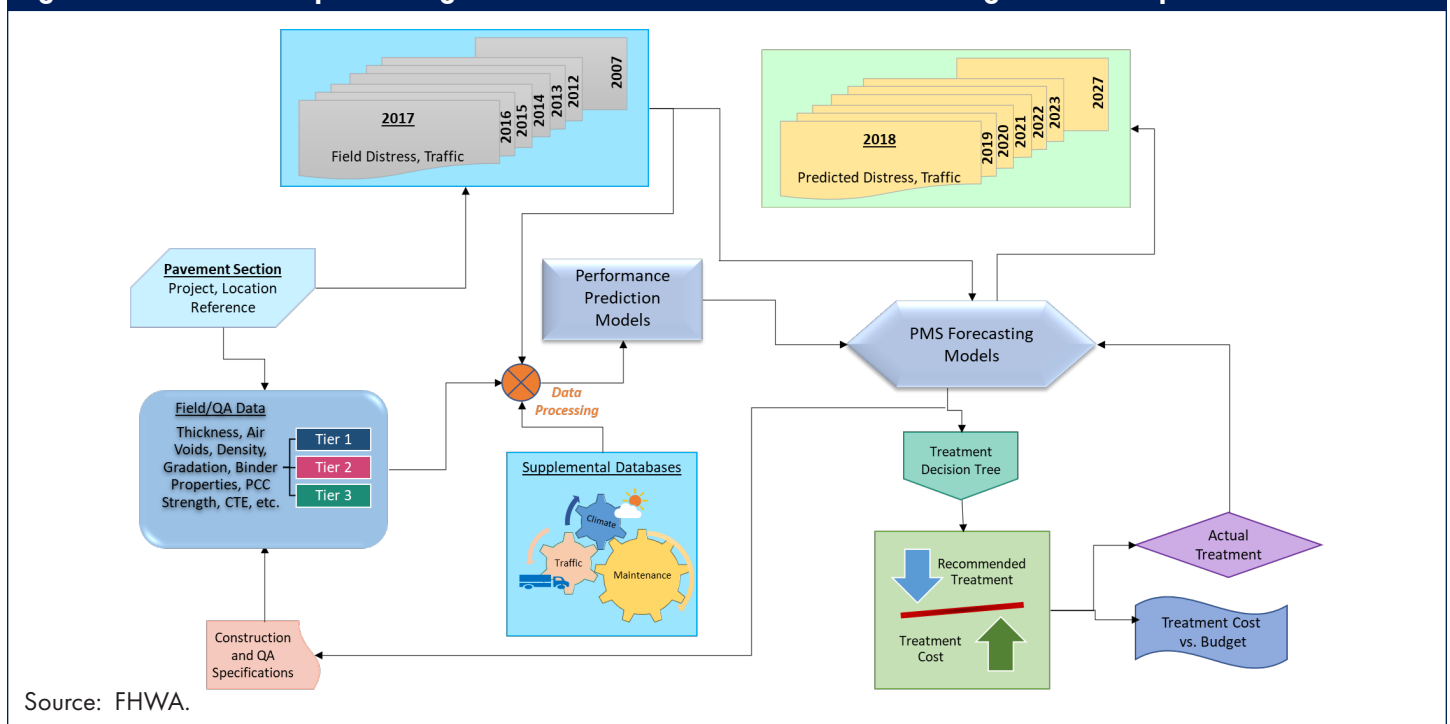 2007
2012
2013
2014
2015
2016
2017
Field Distress, Traffic
2027
2023
2022
2021
2020
2019
2018
Predicted Distress, Traffic
Pavement Section
Project, Location
Reference
Performance
Prediction
Models
PMS Forecasting
Models
Data
Processing
Field/QA Data
Thickness, Air
Voids, Density,
Gradation, Binder
Properties, PCC
Strength, CTE, etc.
Tier 1
Tier 2
Tier 3
Supplemental Databases
Climate
Traffic
Maintenance
Treatment
Decision Tree
Recommended
Treatment
Treatment
Cost
Actual
Treatment
Treatment Cost
vs. Budget
Construction
and QA
Specifications
Source: FHWA.